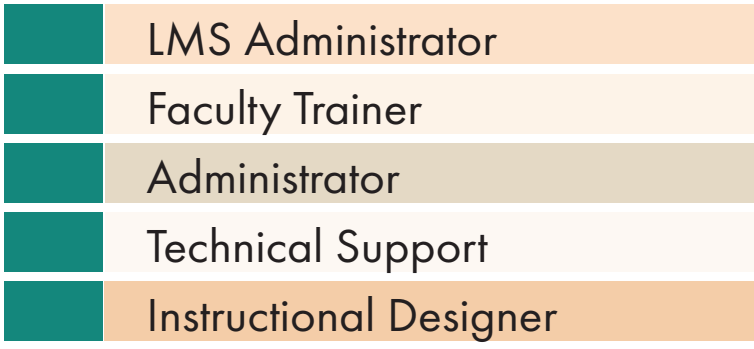 LMS Administrator
Faculty Trainer
Administrator
Technical Support
Instructional Designer